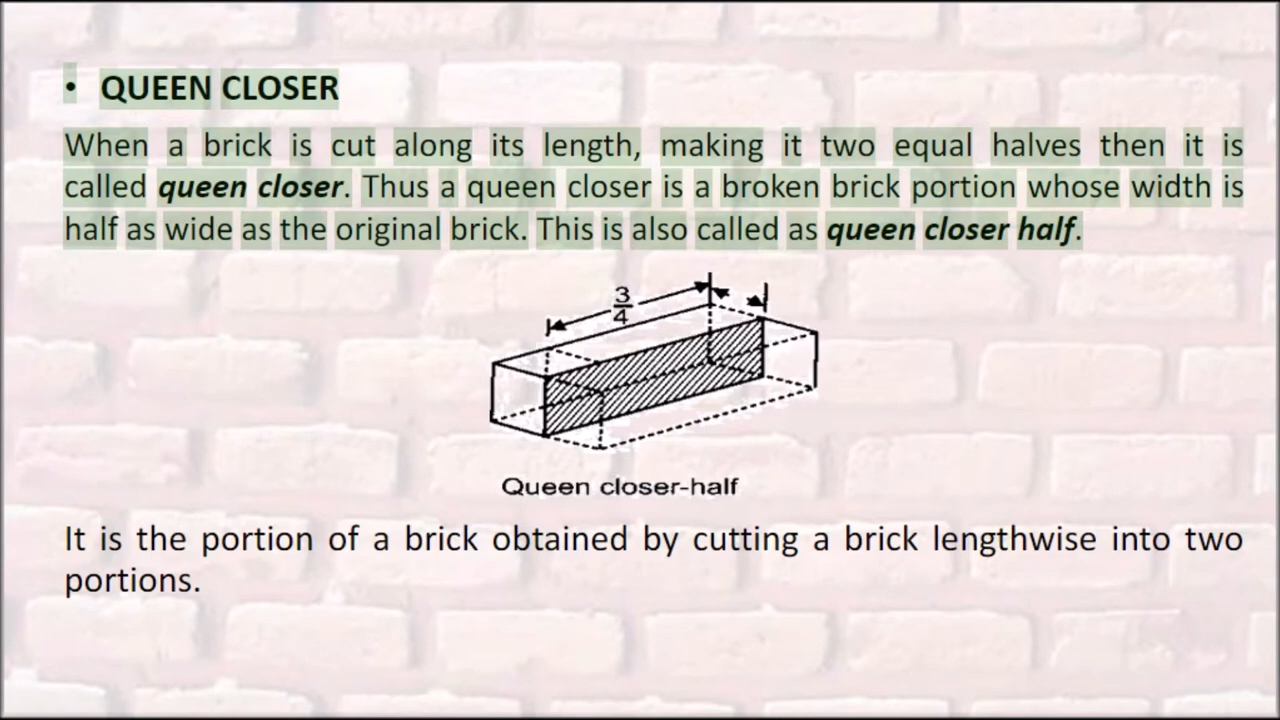 • QUEEN CLOSER
When a brick is cut along its length, making it two equal halves then it is
called queen closer. Thus a queen closer is a broken brick portion whose width is
half as wide as the original brick. This is also called as queen closer half.
3
4
Queen closer-half
It is the portion of a brick obtained by cutting a brick lengthwise into two
portions.